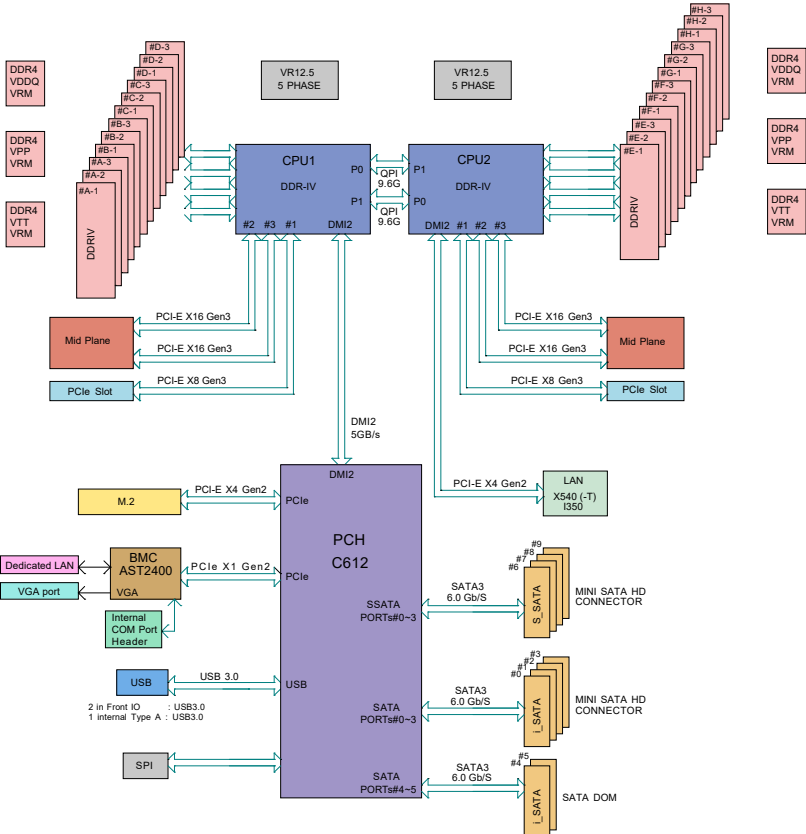 #D-3
#D-2
#D-1
#C-3
#C-2
#C-1
#B-3
#B-2
#B-1
#A-3
#A-2
#A-1
DDRIV
DDR4
VDDQ
VRM
DDR4
VPP
VRM
DDR4
VTT
VRM
VR12.5
5 PHASE
VR12.5
5 PHASE
#H-3
#H-2
#H-1
#G-3
#G-2
#G-1
#F-3
#F-2
#F-1
#E-3
#E-2
#E-1
DDRIV
DDR4
VDDQ
VRM
DDR4
VPP
VRM
DDR4
VTT
VRM
CPU1
DDR-IV
P0
P1
#2 #3 #1 DMI2
QPI
9.6G
QPI
9.6G
CPU2
DDR-IV
P1
P0
DMI2 #1 #2 #3
Mid Plane
PCI-E X16 Gen3
PCI-E X16 Gen3
PCIe Slot
PCI-E X8 Gen3
PCI-E X16 Gen3
PCI-E X16 Gen3
Mid Plane
PCI-E X8 Gen3
PCIe Slot
DMI2
5GB/s
M.2
PCI-E X4 Gen2
PCI-E X4 Gen2
LAN
X540 (-T)
I350
DMI2
PCIe
PCH
C612
PCIe
Dedicated LAN
VGA port
BMC
AST2400
VGA
PCIe X1 Gen2
Internal
COM Port
Header
SSATA
PORTs#0~3
SATA3
6.0 Gb/S
#9
#8
#7
#6
S_SATA
MINI SATA HD
CONNECTOR
USB
USB 3.0
USB
2 in Front IO : USB3.0
1 internal Type A : USB3.0
SATA
PORTs#0~3
SATA3
6.0 Gb/S
#3
#2
#1
#0
i_SATA
MINI SATA HD
CONNECTOR
SPI
SATA
PORTs#4~5
SATA3
6.0 Gb/S
#5
#4
i_SATA
SATA DOM